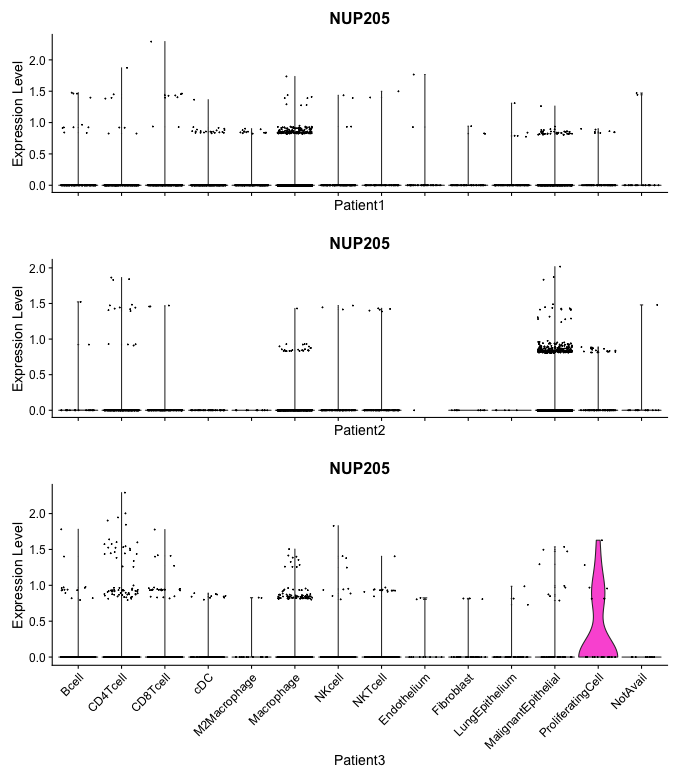 NUP205
Expression Level
2.0
1.5
1.0
0.5
0.0
Patient1
NUP205
Expression Level
2.0
1.5
1.0
0.5
0.0
Patient2
NUP205
Expression Level
2.0
1.5
1.0
0.5
0.0
Bcell
CD4Tcell
CD8Tcell
cDC
M2Macrophage
Macrophage
NKcell
NKTcell
Endothelium
Fibroblast
LungEpithelium
MalignantEpithelial
ProliferatingCell
NotAvail
Patient3